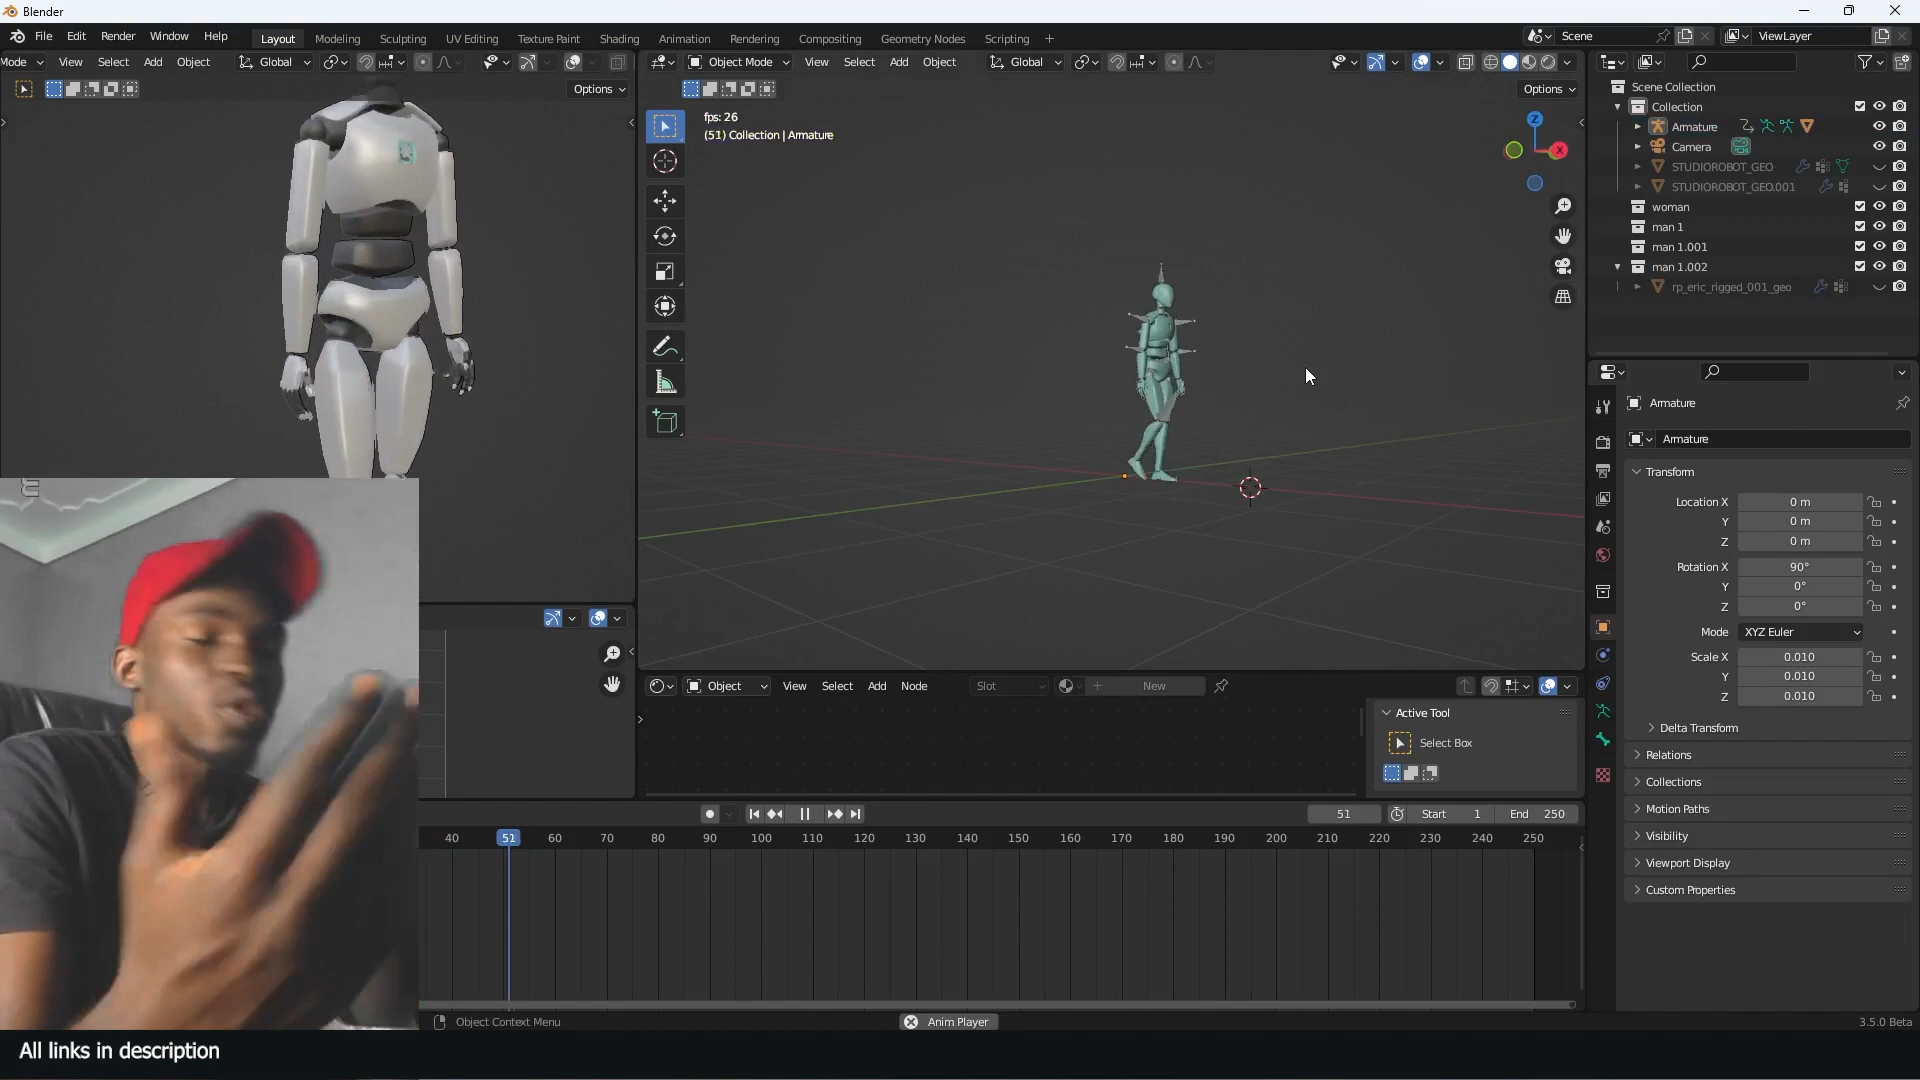 Blender
File Edit Render Window Help
Layout Modeling Sculpting UV Editing Texture Paint Shading Animation Rendering Compositing Geometry Nodes Scripting +
Scene
ViewLayer
Mode View Select Add Object Global
Options
Object Mode View Select Add Object Global
Options
fps: 26
(51) Collection | Armature
Z
X
Scene Collection
Collection
Armature
Camera
STUDIOROBOT_GEO
STUDIOROBOT_GEO.001
woman
man 1
man 1.001
man 1.002
rp_eric_rigged_001_geo
Armature
Armature
Transform
Location X 0 m
Y 0 m
Z 0 m
Rotation X 90°
Y 0°
Z 0°
Mode XYZ Euler
Scale X 0.010
Y 0.010
Z 0.010
Delta Transform
Relations
Collections
Motion Paths
Visibility
Viewport Display
Custom Properties
Object View Select Add Node Slot New
Active Tool
Select Box
51 Start 1 End 250
40 51 60 70 80 90 100 110 120 130 140 150 160 170 180 190 200 210 220 230 240 250
Object Context Menu
Anim Player
3.5.0 Beta
All links in description